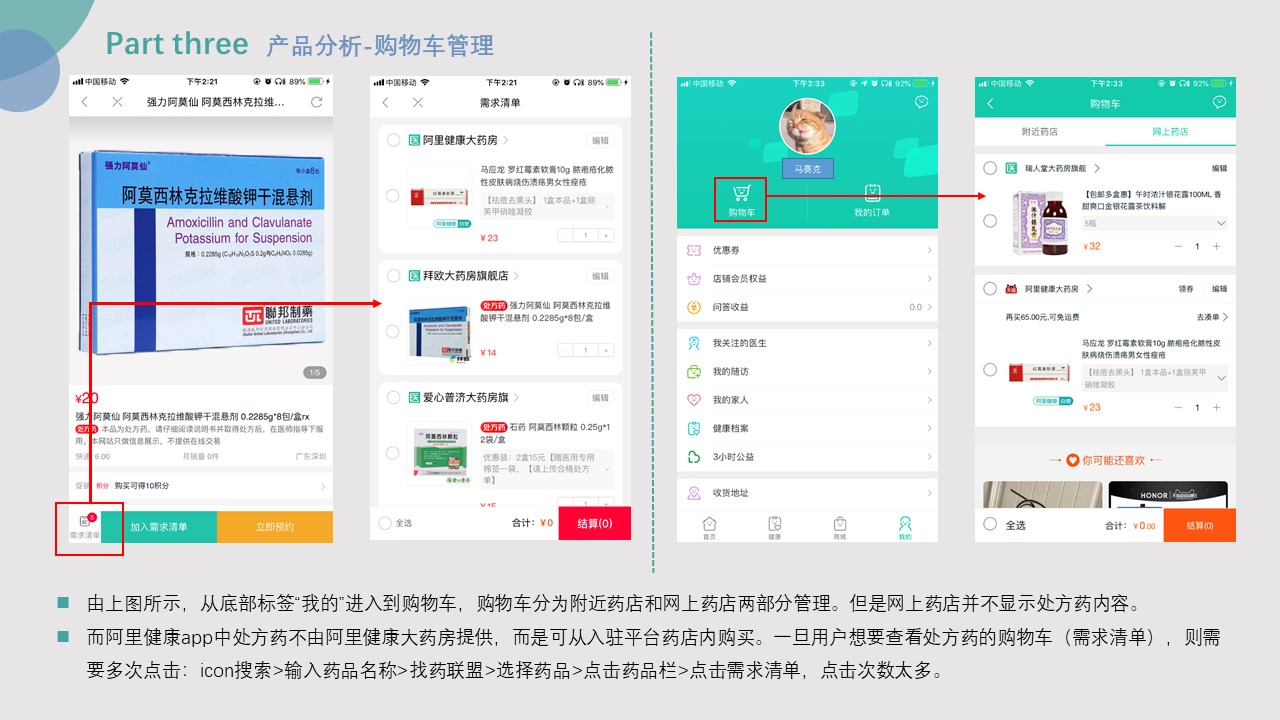 Part three 产品分析-购物车管理
中国移动 下午2:21 89%
强力阿莫仙 阿莫西林克拉维...
强力阿莫仙
每小盒8包
阿莫西林克拉维酸钾干混悬剂
Amoxicillin and Clavulanate
Potassium for Suspension
聯邦制藥
UNITED LABORATORIES
1/5
¥20
强力阿莫仙 阿莫西林克拉维酸钾干混悬剂 0.2285g*8包/盒rx
处方药 本品为处方药，请仔细阅读说明书并取得处方后，在医师指导下服
用。本网站只做信息展示，不提供在线交易
快递 6.00 月销量 0件 广东深圳
促销 积分 购买可得10积分
需求清单
加入需求清单
立即预约
中国移动 下午2:21 89%
需求清单
医 阿里健康大药房 编辑
马应龙 罗红霉素软膏10g 脓疱疮化脓
性皮肤病烧伤溃疡男女性痤疮
【祛痘去黑头】 1盒本品+1盒丽
芙甲硝唑凝胶
¥23
1
医 拜欧大药房旗舰店 编辑
处方药 强力阿莫仙 阿莫西林克拉维
酸钾干混悬剂 0.2285g*8包/盒
¥14
1
医 爱心普济大药房旗 编辑
处方药 石药 阿莫西林颗粒 0.25g*1
2袋/盒
优惠装：2盒15元【赠医用专用
棉签一袋，【请上传合格处方
单】
¥15
1
全选 合计：¥0 结算(0)
中国移动 下午2:33 92%
马赛克
购物车
我的订单
优惠券
店铺会员权益
问答收益 0.0
我关注的医生
我的随访
我的家人
健康档案
3小时公益
收货地址
首页 健康 商城 我的
中国移动 下午2:33 92%
购物车
附近药店 网上药店
医 瑞人堂大药房旗舰 编辑
【包邮多盒惠】午时浓汁银花露100ML 香
甜爽口金银花露茶饮料解
5瓶
¥32 1
阿里健康大药房 领券 编辑
再买65.00元,可免运费 去凑单
马应龙 罗红霉素软膏10g 脓疱疮化脓性皮
肤病烧伤溃疡男女性痤疮
【祛痘去黑头】 1盒本品+1盒丽芙甲
硝唑凝胶
¥23 1
你可能还喜欢
HONOR
全选 合计：¥0.00 结算(0)
由上图所示，从底部标签“我的”进入到购物车，购物车分为附近药店和网上药店两部分管理。但是网上药店并不显示处方药内容。
而阿里健康app中处方药不由阿里健康大药房提供，而是可从入驻平台药店内购买。一旦用户想要查看处方药的购物车（需求清单），则需
要多次点击：icon搜索>输入药品名称>找药联盟>选择药品>点击药品栏>点击需求清单，点击次数太多。